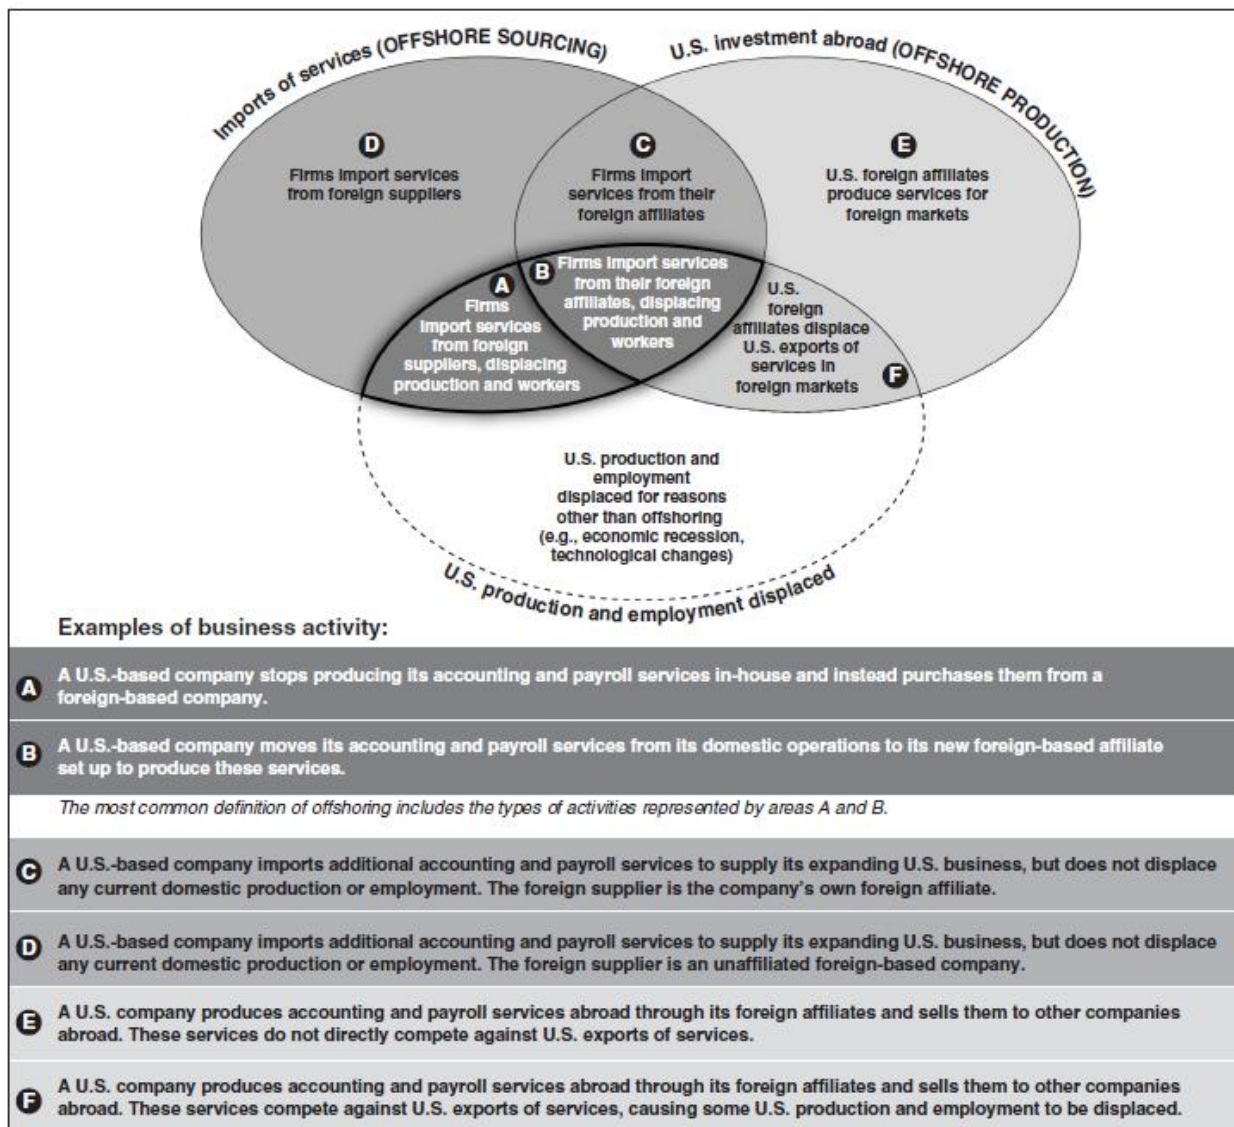 Imports of services (OFFSHORE SOURCING)
U.S. investment abroad (OFFSHORE PRODUCTION)
D
Firms import services
from foreign suppliers
C
Firms import
services from their
foreign affiliates
E
U.S. foreign affiliates
produce services for
foreign markets
A
Firms
import services
from foreign
suppliers, displacing
production and workers
B
Firms import services
from their foreign
affiliates, displacing
production and
workers
U.S.
foreign
affiliates displace
U.S. exports of
services in
foreign markets
F
U.S. production and
employment
displaced for reasons
other than offshoring
(e.g., economic recession,
technological changes)
U.S. production and employment displaced
Examples of business activity:
A
A U.S.-based company stops producing its accounting and payroll services in-house and instead purchases them from a
foreign-based company.
B
A U.S.-based company moves its accounting and payroll services from its domestic operations to its new foreign-based affiliate
set up to produce these services.
The most common definition of offshoring includes the types of activities represented by areas A and B.
C
A U.S.-based company imports additional accounting and payroll services to supply its expanding U.S. business, but does not displace
any current domestic production or employment. The foreign supplier is the company's own foreign affiliate.
D
A U.S.-based company imports additional accounting and payroll services to supply its expanding U.S. business, but does not displace
any current domestic production or employment. The foreign supplier is an unaffiliated foreign-based company.
E
A U.S. company produces accounting and payroll services abroad through its foreign affiliates and sells them to other companies
abroad. These services do not directly compete against U.S. exports of services.
F
A U.S. company produces accounting and payroll services abroad through its foreign affiliates and sells them to other companies
abroad. These services compete against U.S. exports of services, causing some U.S. production and employment to be displaced.